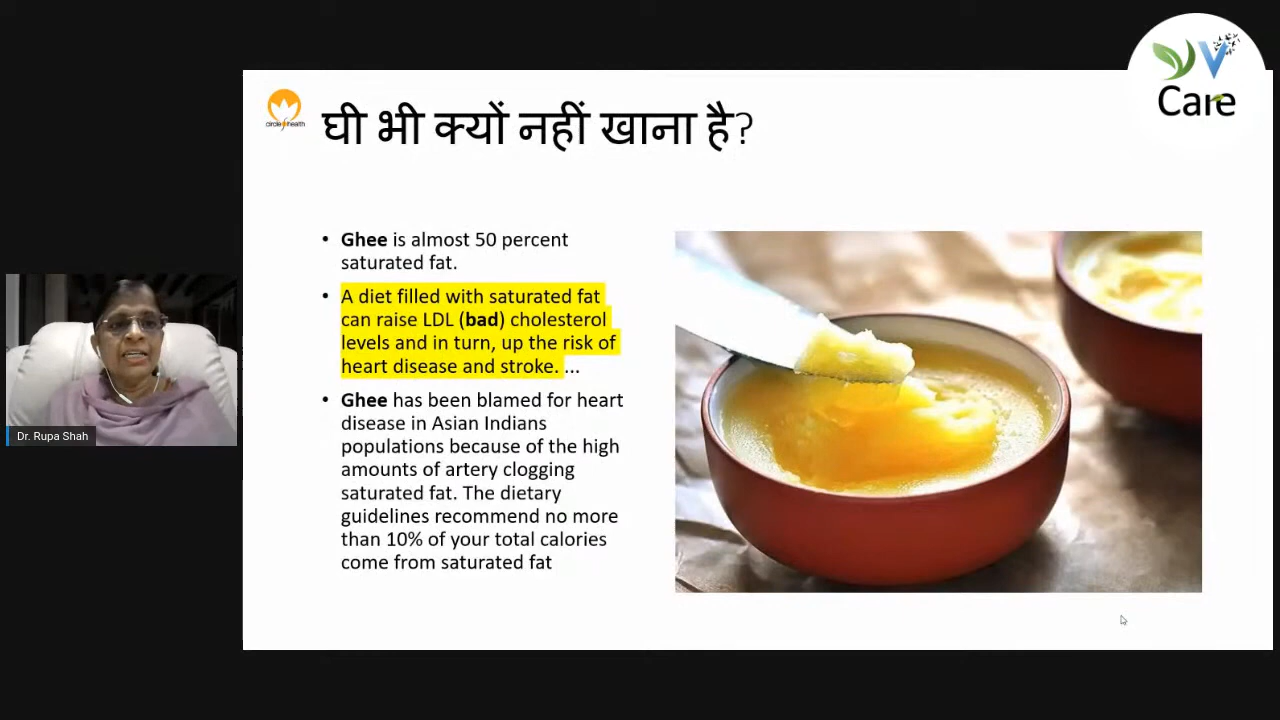 V
Care
circle of health
घी भी क्यों नहीं खाना है?
• Ghee is almost 50 percent
saturated fat.
• A diet filled with saturated fat
can raise LDL (bad) cholesterol
levels and in turn, up the risk of
heart disease and stroke. ...
• Ghee has been blamed for heart
disease in Asian Indians
populations because of the high
amounts of artery clogging
saturated fat. The dietary
guidelines recommend no more
than 10% of your total calories
come from saturated fat
Dr. Rupa Shah